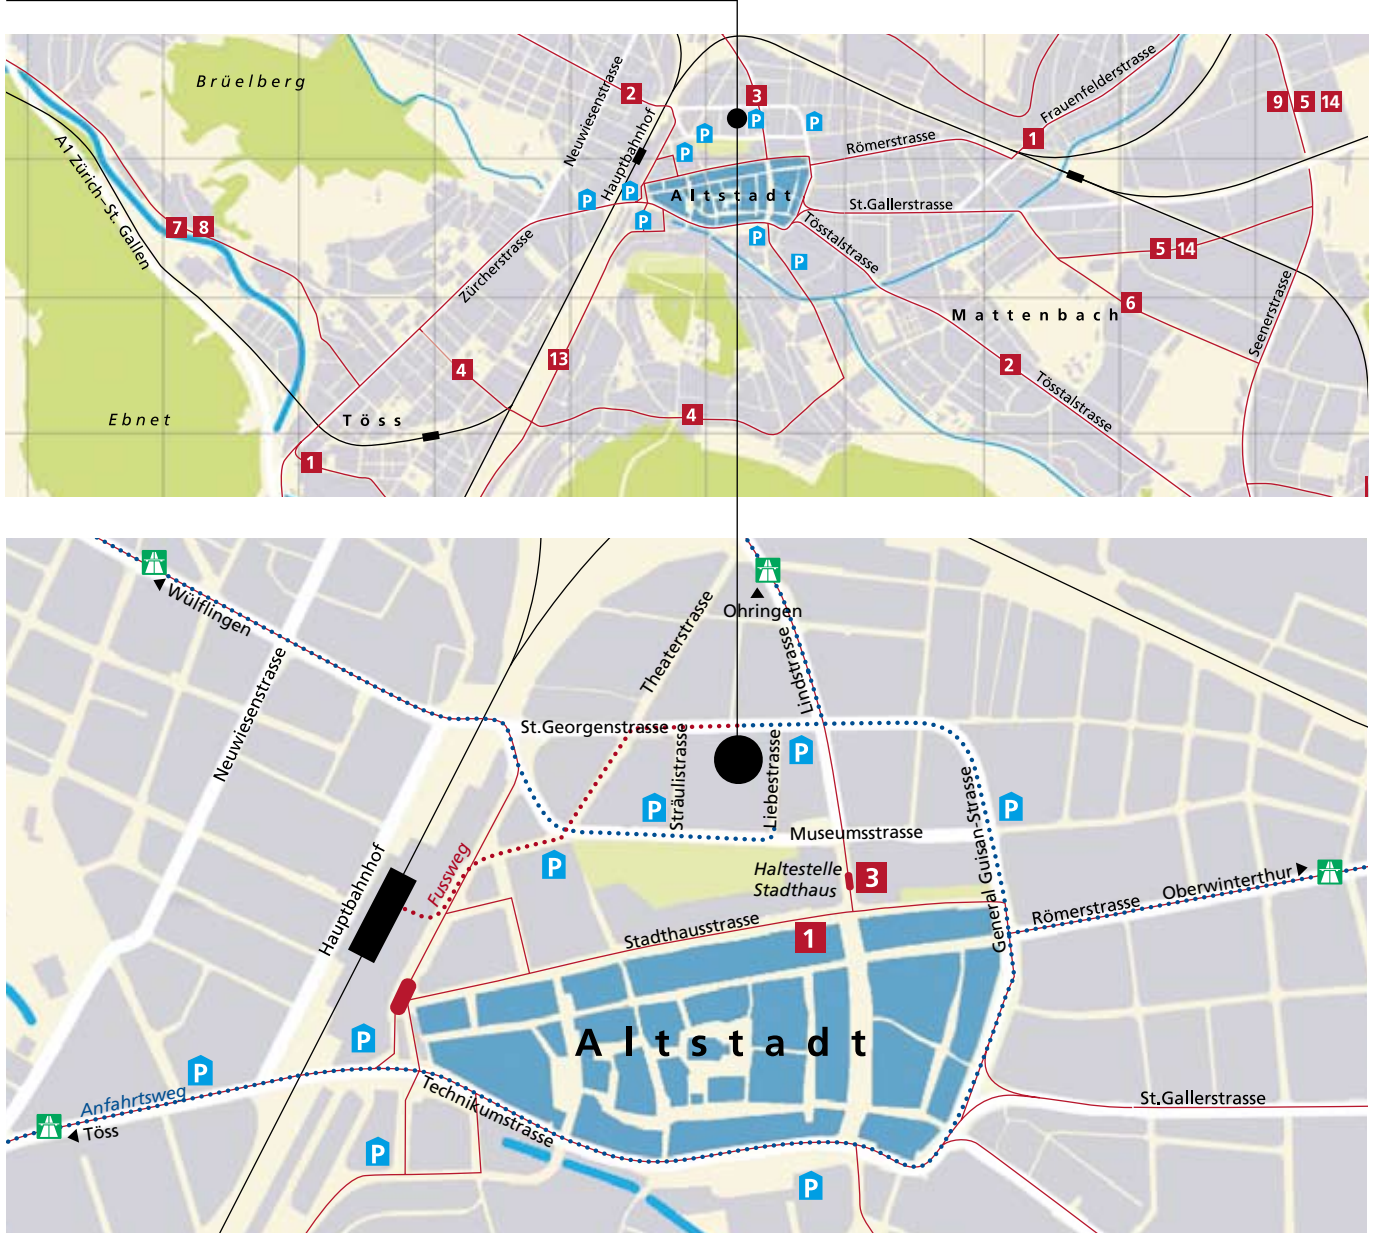 Brüelberg
Neuwiesenstrasse
2
3
P
P
P
P
Hauptbahnhof
Frauenfelderstrasse
9 5 14
1
Römerstrasse
A1 Zürich–St. Gallen
P
P
P
Altstadt
St.Gallerstrasse
7 8
Zürcherstrasse
P
P
Tösstalstrasse
5 14
6
Mattenbach
Seenerstrasse
13
4
2
Tösstalstrasse
Ebnet
Töss
4
1
Wülflingen
Ohringen
Neuwiesenstrasse
Theaterstrasse
Lindstrasse
St.Georgenstrasse
Sträulistrasse
Liebestrasse
P
P
P
General Guisan-Strasse
Museumsstrasse
Hauptbahnhof
Fussweg
P
Haltestelle
Stadthaus
3
Oberwinterthur
Römerstrasse
Stadthausstrasse
1
Altstadt
P
P
Anfahrtsweg
Töss
Technikumstrasse
St.Gallerstrasse
P
P